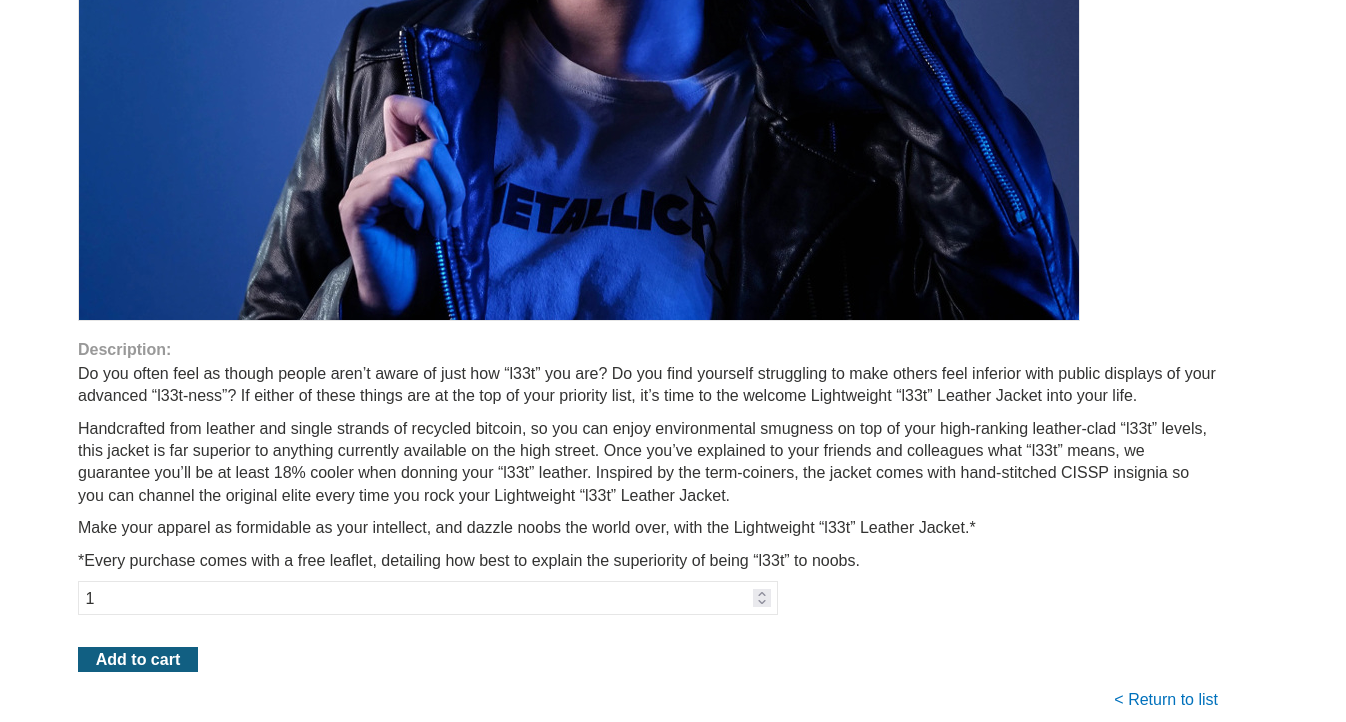 METALLICA
Description:
Do you often feel as though people aren’t aware of just how “l33t” you are? Do you find yourself struggling to make others feel inferior with public displays of your
advanced “l33t-ness”? If either of these things are at the top of your priority list, it’s time to the welcome Lightweight “l33t” Leather Jacket into your life.
Handcrafted from leather and single strands of recycled bitcoin, so you can enjoy environmental smugness on top of your high-ranking leather-clad “l33t” levels,
this jacket is far superior to anything currently available on the high street. Once you’ve explained to your friends and colleagues what “l33t” means, we
guarantee you’ll be at least 18% cooler when donning your “l33t” leather. Inspired by the term-coiners, the jacket comes with hand-stitched CISSP insignia so
you can channel the original elite every time you rock your Lightweight “l33t” Leather Jacket.
Make your apparel as formidable as your intellect, and dazzle noobs the world over, with the Lightweight “l33t” Leather Jacket.*
*Every purchase comes with a free leaflet, detailing how best to explain the superiority of being “l33t” to noobs.
1
Add to cart
< Return to list